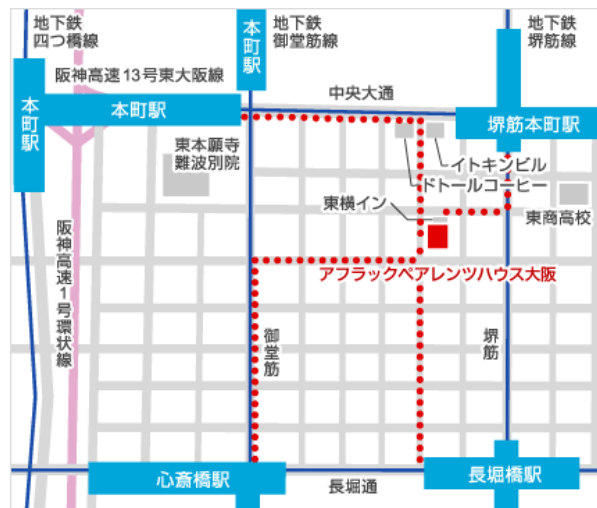 地下鉄
四つ橋線
本町駅
地下鉄
御堂筋線
地下鉄
堺筋線
阪神高速13号東大阪線
中央大通
本町駅
本町駅
堺筋本町駅
東本願寺
難波別院
イトキンビル
ドトールコーヒー
東横イン
東商高校
阪神高速1号環状線
アフラックペアレンツハウス大阪
御堂筋
堺筋
心斎橋駅
長堀通
長堀橋駅